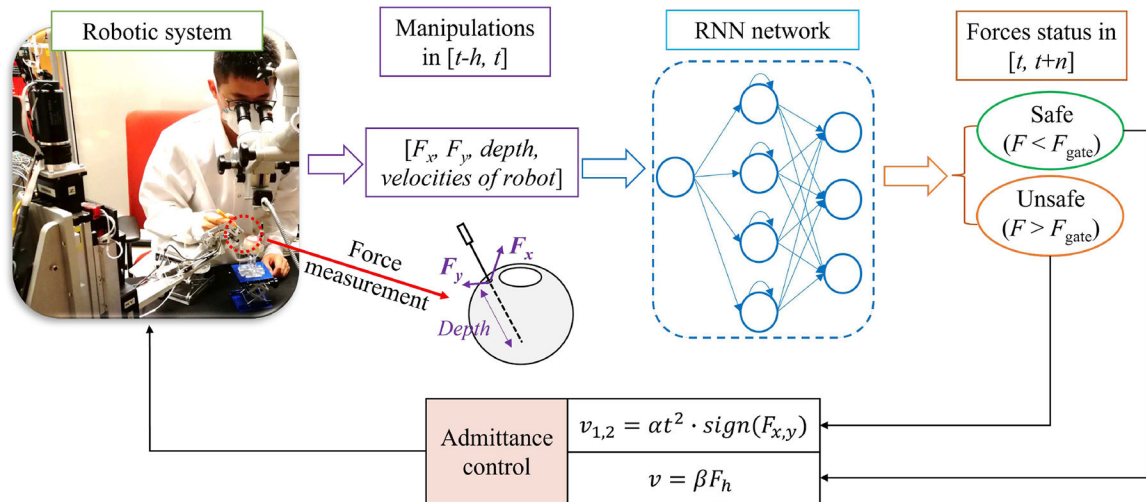 Robotic system
Manipulations
in [t-h, t]
RNN network
Forces status in
[t, t+n]
[Fx, Fy, depth,
velocities of robot]
Safe
(F < Fgate)
Unsafe
(F > Fgate)
Force
measurement
Fx
Fy
Depth
Admittance
control
v1,2 = αt² · sign(Fx,y)
v = βFh